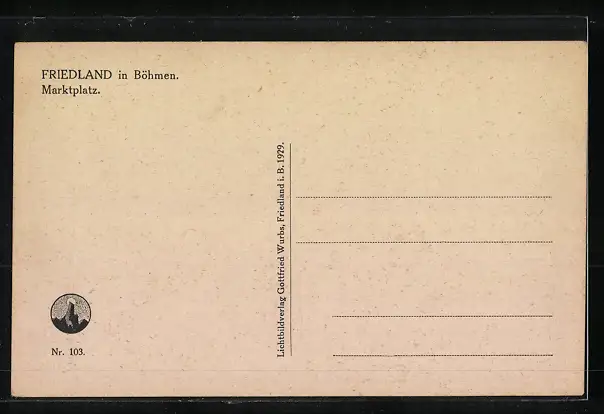 FRIEDLAND in Böhmen.
Marktplatz.
Lichtbildverlag Gottfried Wurbs, Friedland i. B. 1929.
Nr. 103.